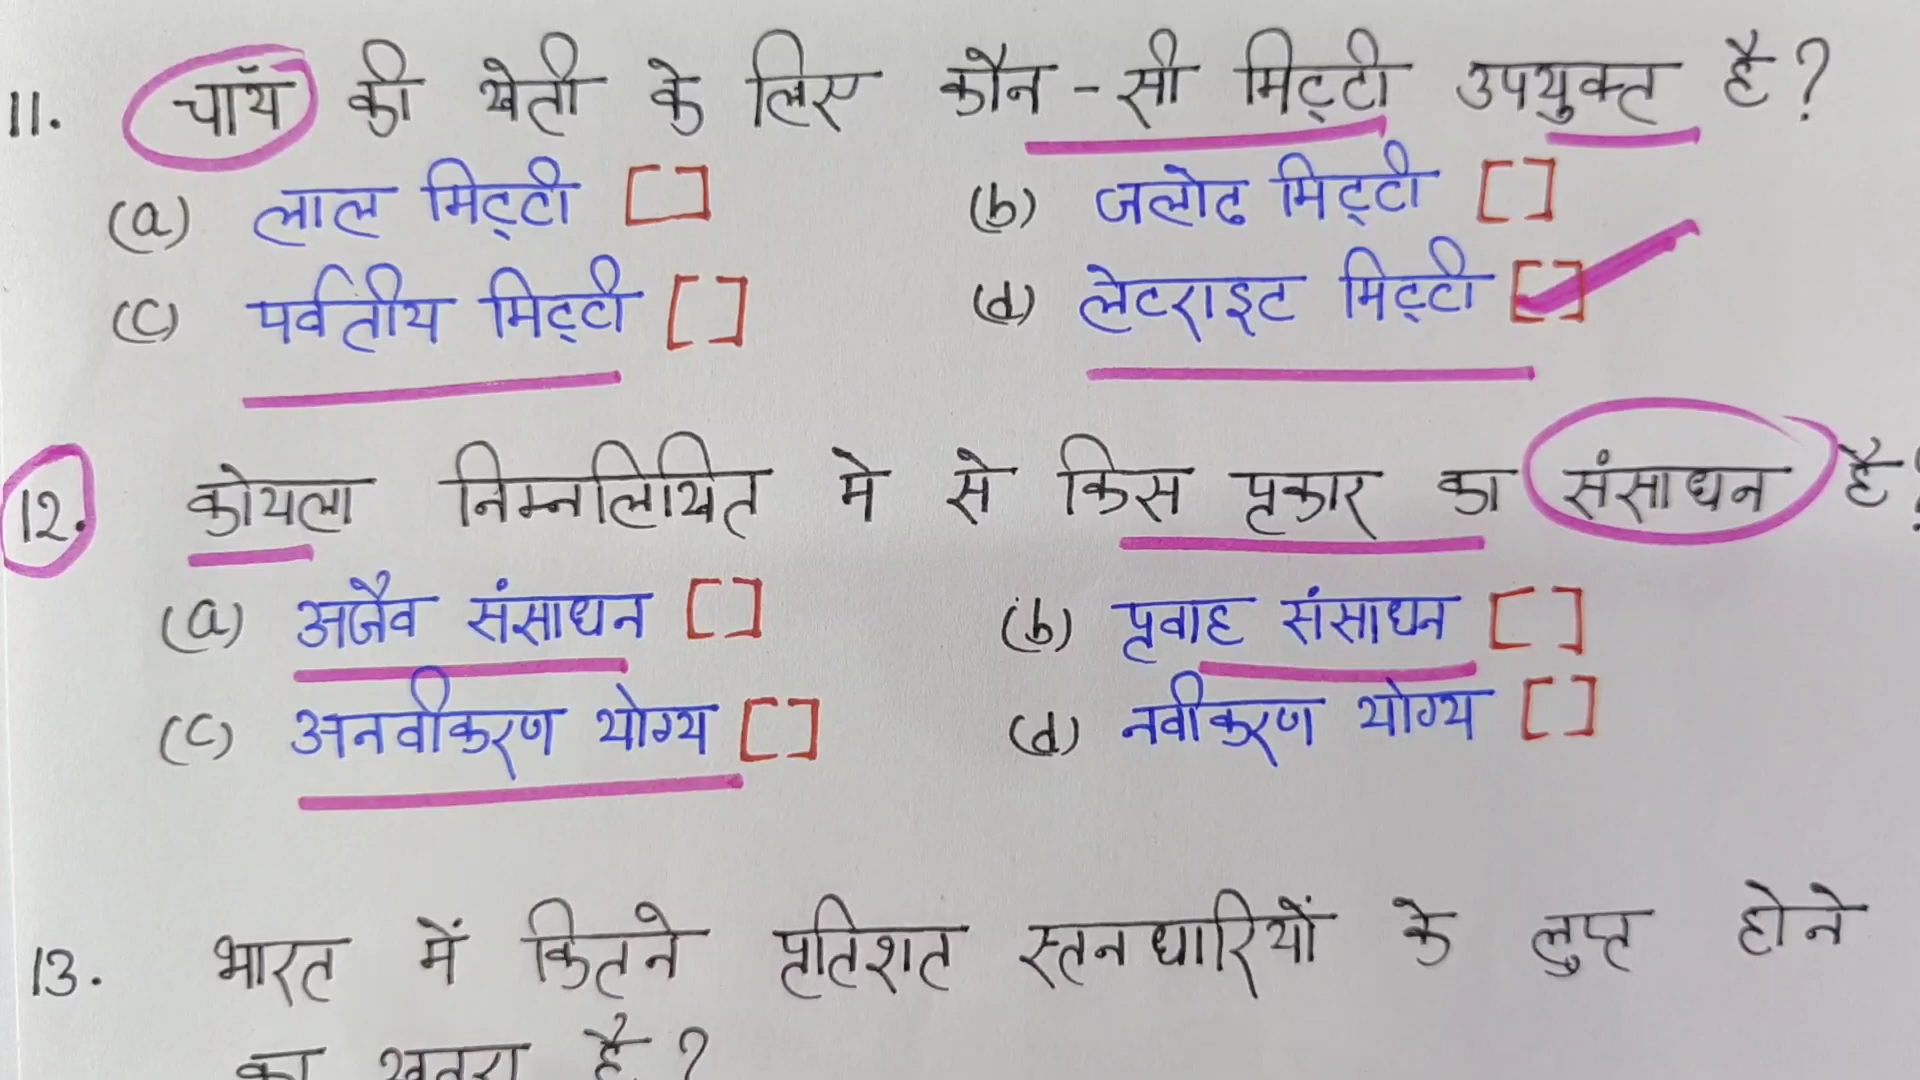 11. चॉय की खेती के लिए कौन - सी मिट्टी उपयुक्त है?
(a) लाल मिट्टी [ ] (b) जलोढ मिट्टी [ ]
(c) पर्वतीय मिट्टी [ ] (d) लेटराइट मिट्टी [ ]
12. कोयला निम्नलिखित मे से किस प्रकार का संसाधन है?
(a) अजैव संसाधन [ ] (b) प्रवाह संसाधन [ ]
(c) अनवीकरण योग्य [ ] (d) नवीकरण योग्य [ ]
13. भारत में कितने प्रतिशत स्तनधारियों के लुप्त होने
का खतरा है?